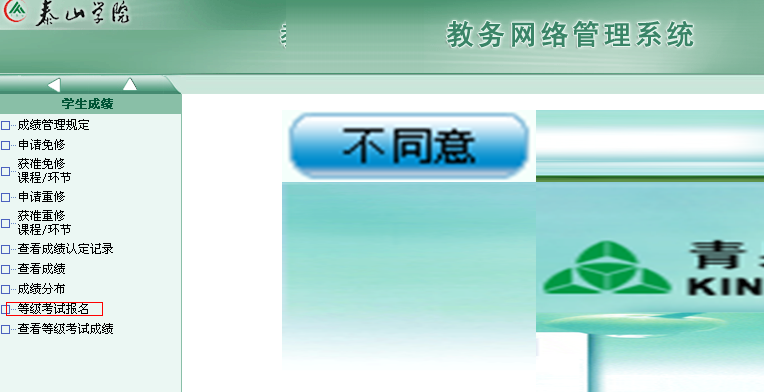 泰山学院
教务网络管理系统
学生成绩
成绩管理规定
申请免修
获准免修
课程/环节
申请重修
获准重修
课程/环节
查看成绩认定记录
查看成绩
成绩分布
等级考试报名
查看等级考试成绩
不同意
青
KIN